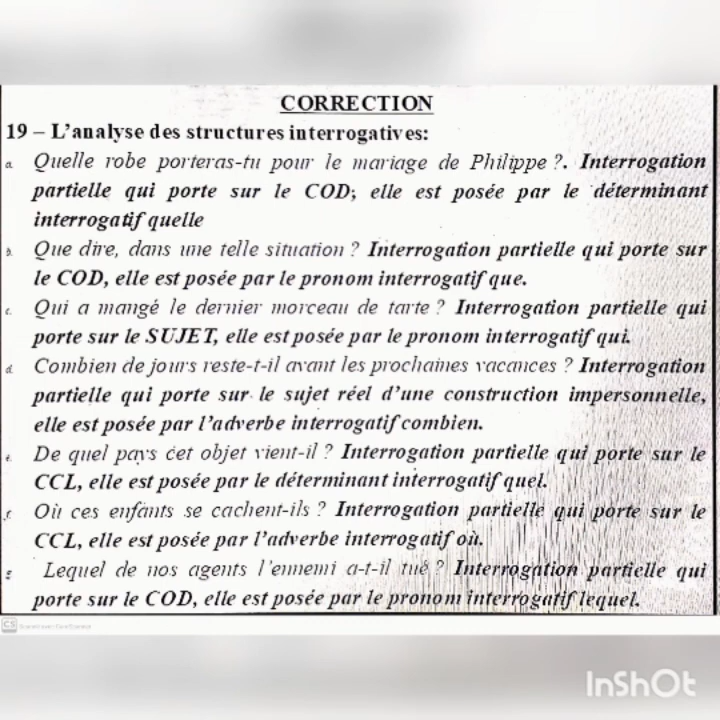 CORRECTION
19 – L'analyse des structures interrogatives:
a. Quelle robe porteras-tu pour le mariage de Philippe ?. Interrogation
partielle qui porte sur le COD; elle est posée par le déterminant
interrogatif quelle
b. Que dire, dans une telle situation ? Interrogation partielle qui porte sur
le COD, elle est posée par le pronom interrogatif que.
c. Qui a mangé le dernier morceau de tarte ? Interrogation partielle qui
porte sur le SUJET, elle est posée par le pronom interrogatif qui.
d. Combien de jours reste-t-il avant les prochaines vacances ? Interrogation
partielle qui porte sur le sujet réel d'une construction impersonnelle,
elle est posée par l'adverbe interrogatif combien.
e. De quel pays cet objet vient-il ? Interrogation partielle qui porte sur le
CCL, elle est posée par le déterminant interrogatif quel.
f. Où ces enfants se cachent-ils ? Interrogation partielle qui porte sur le
CCL, elle est posée par l'adverbe interrogatif où.
g. Lequel de nos agents l'ennemi a-t-il tué ? Interrogation partielle qui
porte sur le COD, elle est posée par le pronom interrogatif lequel.
CS
InShOt